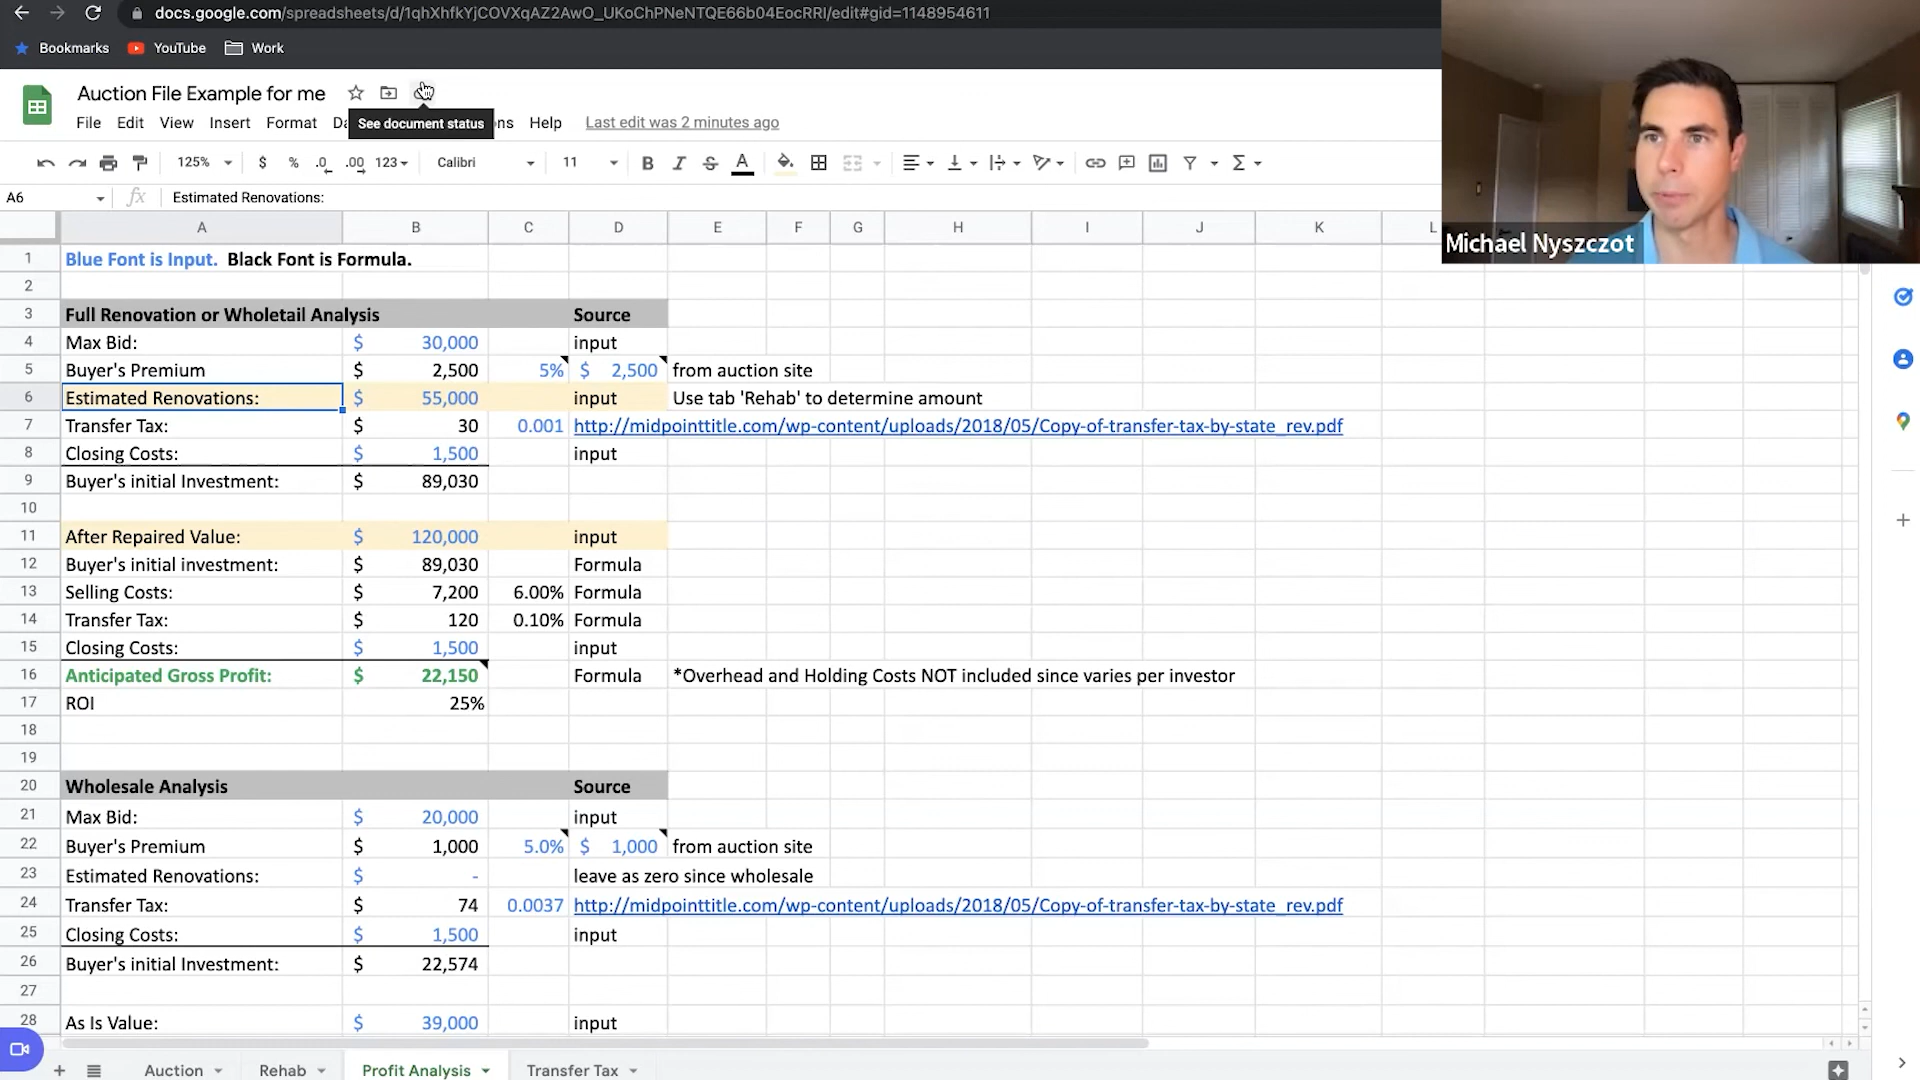 docs.google.com/spreadsheets/d/1qhXhfkYjCOVXqAZ2AwO_UKoChPNeNTQE66b04EocRRI/edit#gid=1148954611
Bookmarks YouTube Work
Auction File Example for me
File Edit View Insert Format Da See document status ns Help Last edit was 2 minutes ago
125% $ % .0 .00 123 Calibri 11 B I S A
A6 fx Estimated Renovations:
Michael Nyszczot
A B C D E F G H I J K L
1 Blue Font is Input. Black Font is Formula.
2
3 Full Renovation or Wholetail Analysis Source
4 Max Bid: $ 30,000 input
5 Buyer's Premium $ 2,500 5% $ 2,500 from auction site
6 Estimated Renovations: $ 55,000 input Use tab 'Rehab' to determine amount
7 Transfer Tax: $ 30 0.001 http://midpointtitle.com/wp-content/uploads/2018/05/Copy-of-transfer-tax-by-state_rev.pdf
8 Closing Costs: $ 1,500 input
9 Buyer's initial Investment: $ 89,030
10
11 After Repaired Value: $ 120,000 input
12 Buyer's initial investment: $ 89,030 Formula
13 Selling Costs: $ 7,200 6.00% Formula
14 Transfer Tax: $ 120 0.10% Formula
15 Closing Costs: $ 1,500 input
16 Anticipated Gross Profit: $ 22,150 Formula *Overhead and Holding Costs NOT included since varies per investor
17 ROI 25%
18
19
20 Wholesale Analysis Source
21 Max Bid: $ 20,000 input
22 Buyer's Premium $ 1,000 5.0% $ 1,000 from auction site
23 Estimated Renovations: $ - leave as zero since wholesale
24 Transfer Tax: $ 74 0.0037 http://midpointtitle.com/wp-content/uploads/2018/05/Copy-of-transfer-tax-by-state_rev.pdf
25 Closing Costs: $ 1,500 input
26 Buyer's initial Investment: $ 22,574
27
28 As Is Value: $ 39,000 input
Auction Rehab Profit Analysis Transfer Tax